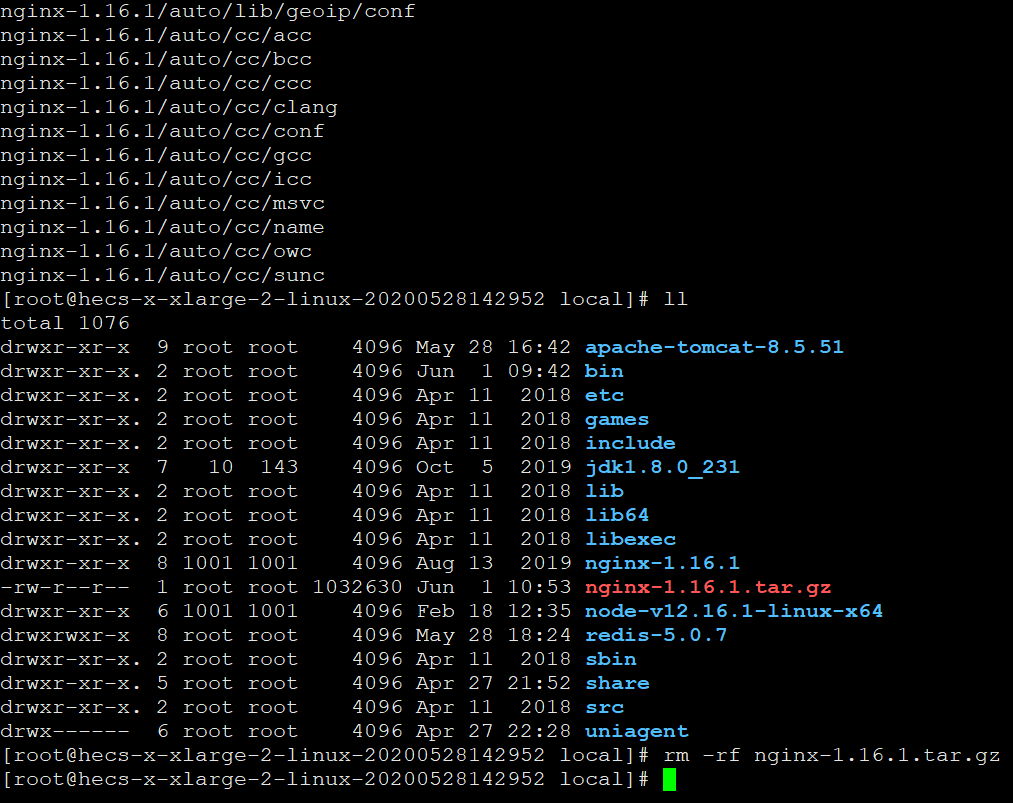 nginx-1.16.1/auto/lib/geoip/conf
nginx-1.16.1/auto/cc/acc
nginx-1.16.1/auto/cc/bcc
nginx-1.16.1/auto/cc/ccc
nginx-1.16.1/auto/cc/clang
nginx-1.16.1/auto/cc/conf
nginx-1.16.1/auto/cc/gcc
nginx-1.16.1/auto/cc/icc
nginx-1.16.1/auto/cc/msvc
nginx-1.16.1/auto/cc/name
nginx-1.16.1/auto/cc/owc
nginx-1.16.1/auto/cc/sunc
[root@hecs-x-xlarge-2-linux-20200528142952 local]# ll
total 1076
drwxr-xr-x  9 root root    4096 May 28 16:42 apache-tomcat-8.5.51
drwxr-xr-x. 2 root root    4096 Jun  1 09:42 bin
drwxr-xr-x. 2 root root    4096 Apr 11  2018 etc
drwxr-xr-x. 2 root root    4096 Apr 11  2018 games
drwxr-xr-x. 2 root root    4096 Apr 11  2018 include
drwxr-xr-x  7   10  143    4096 Oct  5  2019 jdk1.8.0_231
drwxr-xr-x. 2 root root    4096 Apr 11  2018 lib
drwxr-xr-x. 2 root root    4096 Apr 11  2018 lib64
drwxr-xr-x. 2 root root    4096 Apr 11  2018 libexec
drwxr-xr-x  8 1001 1001    4096 Aug 13  2019 nginx-1.16.1
-rw-r--r--  1 root root 1032630 Jun  1 10:53 nginx-1.16.1.tar.gz
drwxr-xr-x  6 1001 1001    4096 Feb 18 12:35 node-v12.16.1-linux-x64
drwxrwxr-x  8 root root    4096 May 28 18:24 redis-5.0.7
drwxr-xr-x. 2 root root    4096 Apr 11  2018 sbin
drwxr-xr-x. 5 root root    4096 Apr 27 21:52 share
drwxr-xr-x. 2 root root    4096 Apr 11  2018 src
drwx------  6 root root    4096 Apr 27 22:28 uniagent
[root@hecs-x-xlarge-2-linux-20200528142952 local]# rm -rf nginx-1.16.1.tar.gz
[root@hecs-x-xlarge-2-linux-20200528142952 local]#